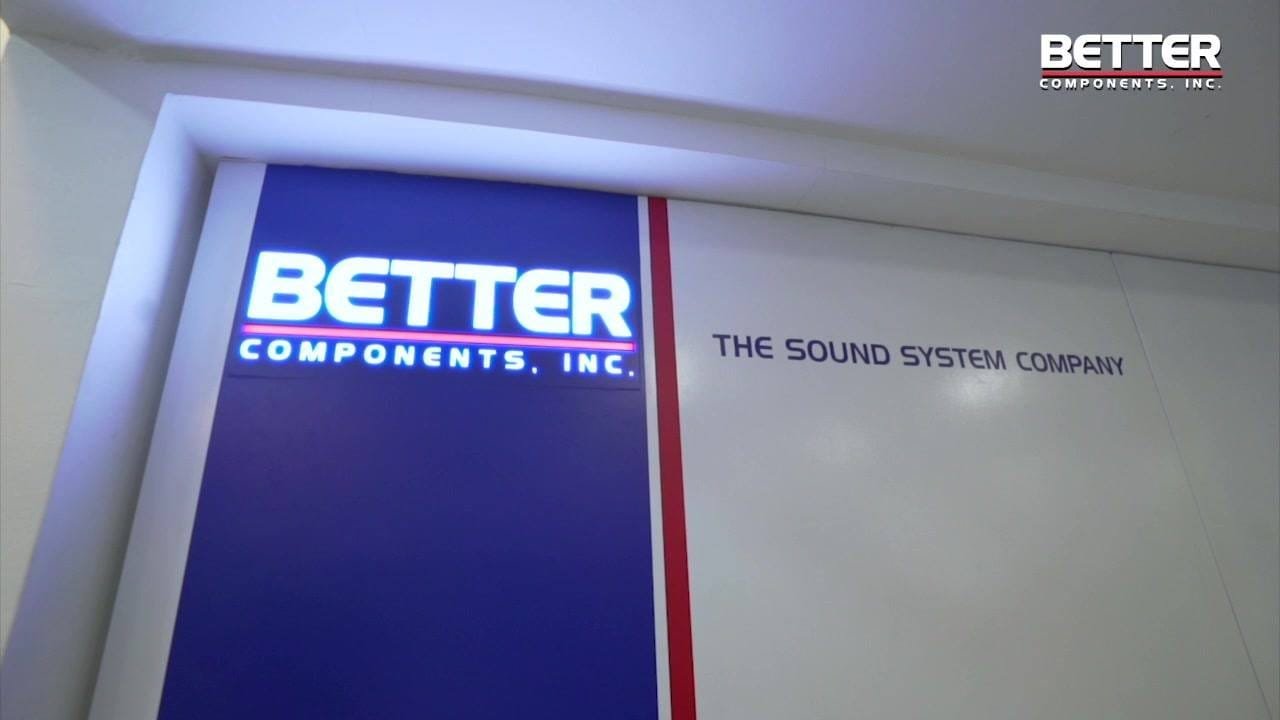 BETTER
COMPONENTS, INC.
BETTER
COMPONENTS, INC.
THE SOUND SYSTEM COMPANY